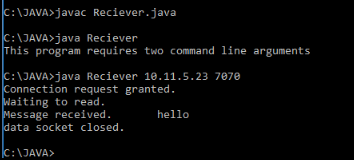 C:\JAVA>javac Reciever.java
C:\JAVA>java Reciever
This program requires two command line arguments
C:\JAVA>java Reciever 10.11.5.23 7070
Connection request granted.
Waiting to read.
Message received.       hello
data socket closed.
C:\JAVA>